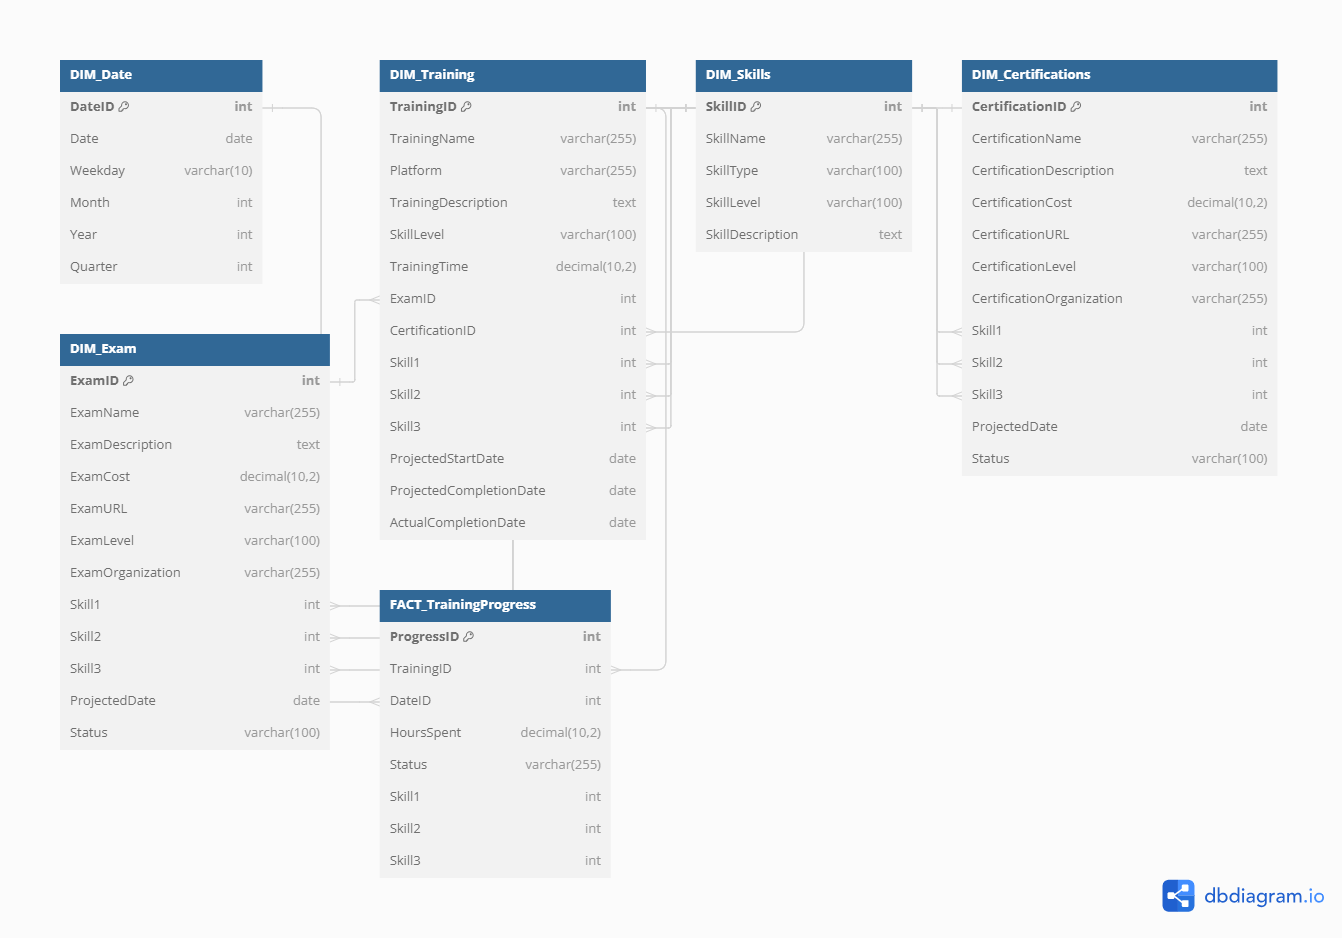 DIM_Date
DateID int
Date date
Weekday varchar(10)
Month int
Year int
Quarter int
DIM_Training
TrainingID int
TrainingName varchar(255)
Platform varchar(255)
TrainingDescription text
SkillLevel varchar(100)
TrainingTime decimal(10,2)
ExamID int
CertificationID int
Skill1 int
Skill2 int
Skill3 int
ProjectedStartDate date
ProjectedCompletionDate date
ActualCompletionDate date
DIM_Skills
SkillID int
SkillName varchar(255)
SkillType varchar(100)
SkillLevel varchar(100)
SkillDescription text
DIM_Certifications
CertificationID int
CertificationName varchar(255)
CertificationDescription text
CertificationCost decimal(10,2)
CertificationURL varchar(255)
CertificationLevel varchar(100)
CertificationOrganization varchar(255)
Skill1 int
Skill2 int
Skill3 int
ProjectedDate date
Status varchar(100)
DIM_Exam
ExamID int
ExamName varchar(255)
ExamDescription text
ExamCost decimal(10,2)
ExamURL varchar(255)
ExamLevel varchar(100)
ExamOrganization varchar(255)
Skill1 int
Skill2 int
Skill3 int
ProjectedDate date
Status varchar(100)
FACT_TrainingProgress
ProgressID int
TrainingID int
DateID int
HoursSpent decimal(10,2)
Status varchar(255)
Skill1 int
Skill2 int
Skill3 int
dbdiagram.io